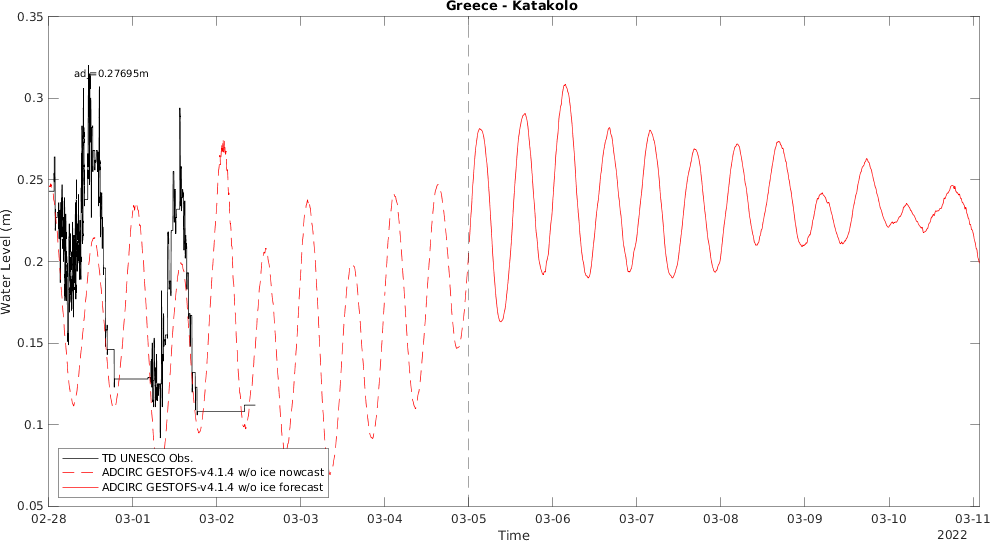 Greece - Katakolo
0.35
0.3
0.25
0.2
0.15
0.1
0.05
Water Level (m)
ad =0.27695m
TD UNESCO Obs.
ADCIRC GESTOFS-v4.1.4 w/o ice nowcast
ADCIRC GESTOFS-v4.1.4 w/o ice forecast
02-28 03-01 03-02 03-03 03-04 03-05 03-06 03-07 03-08 03-09 03-10 03-11
Time
2022